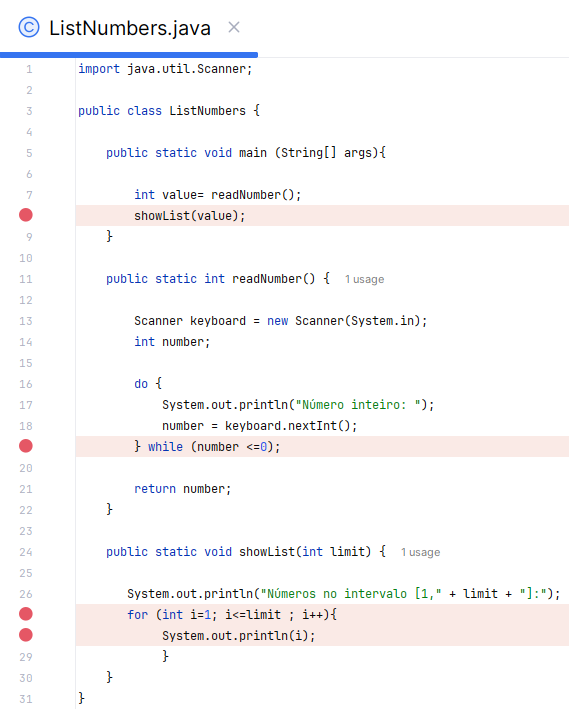 ListNumbers.java
1 import java.util.Scanner;
2
3 public class ListNumbers {
4
5 public static void main (String[] args){
6
7 int value= readNumber();
showList(value);
9 }
10
11 public static int readNumber() { 1 usage
12
13 Scanner keyboard = new Scanner(System.in);
14 int number;
15
16 do {
17 System.out.println("Número inteiro: ");
18 number = keyboard.nextInt();
} while (number <=0);
20
21 return number;
22 }
23
24 public static void showList(int limit) { 1 usage
25
26 System.out.println("Números no intervalo [1," + limit + "]:");
for (int i=1; i<=limit ; i++){
System.out.println(i);
29 }
30 }
31 }